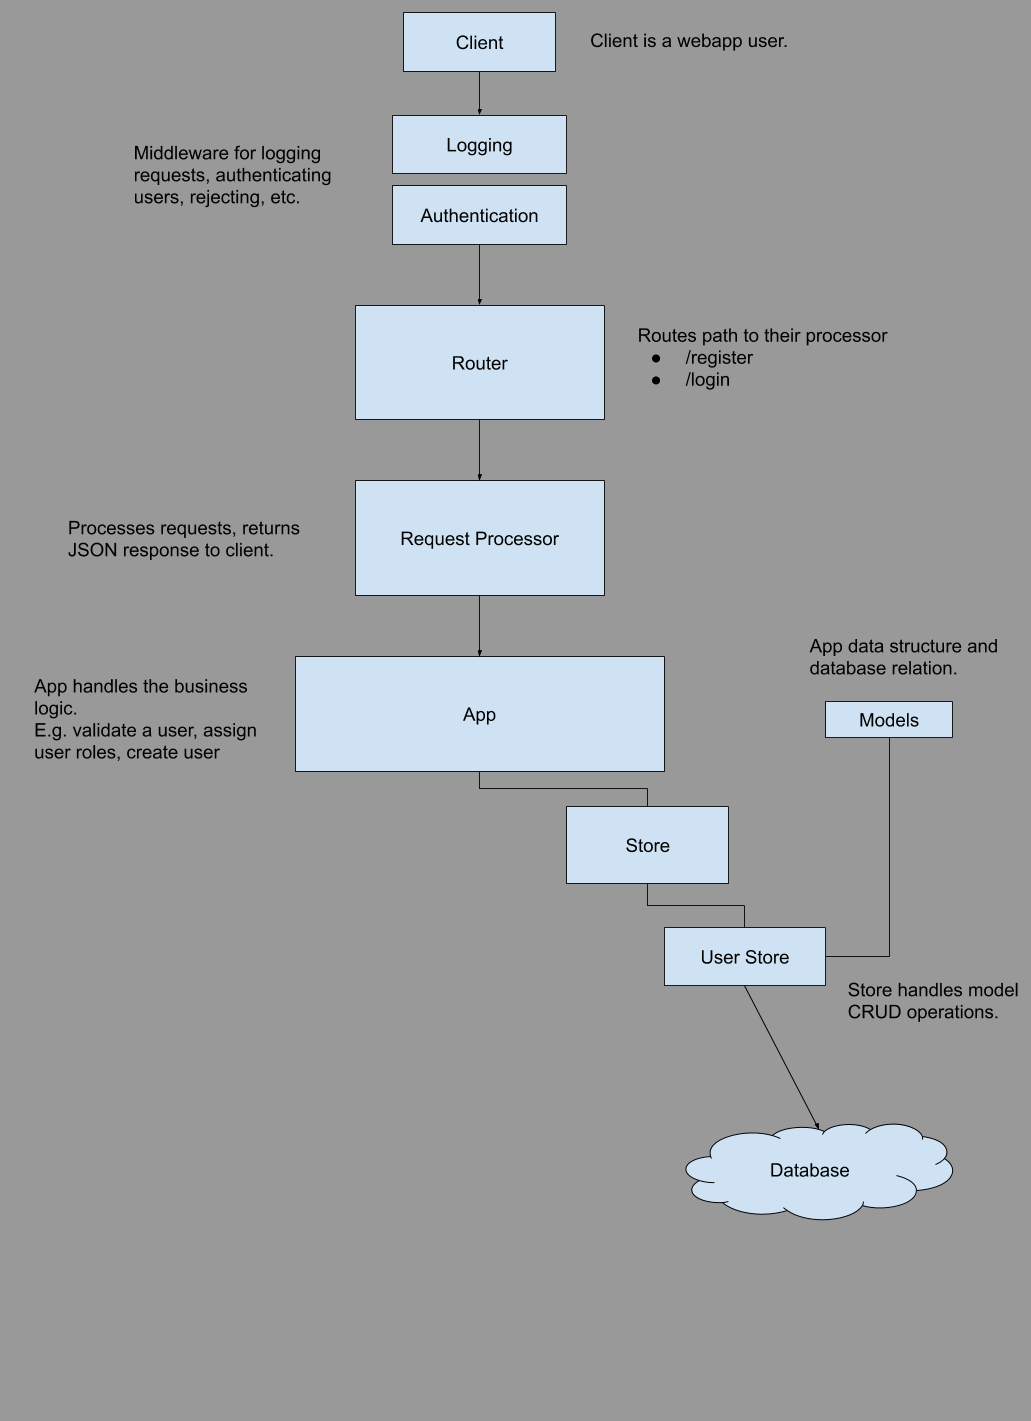 Client
Client is a webapp user.
Logging
Middleware for logging
requests, authenticating
users, rejecting, etc.
Authentication
Router
Routes path to their processor
● /register
● /login
Request Processor
Processes requests, returns
JSON response to client.
App data structure and
database relation.
App handles the business
logic.
E.g. validate a user, assign
user roles, create user
App
Models
Store
User Store
Store handles model
CRUD operations.
Database